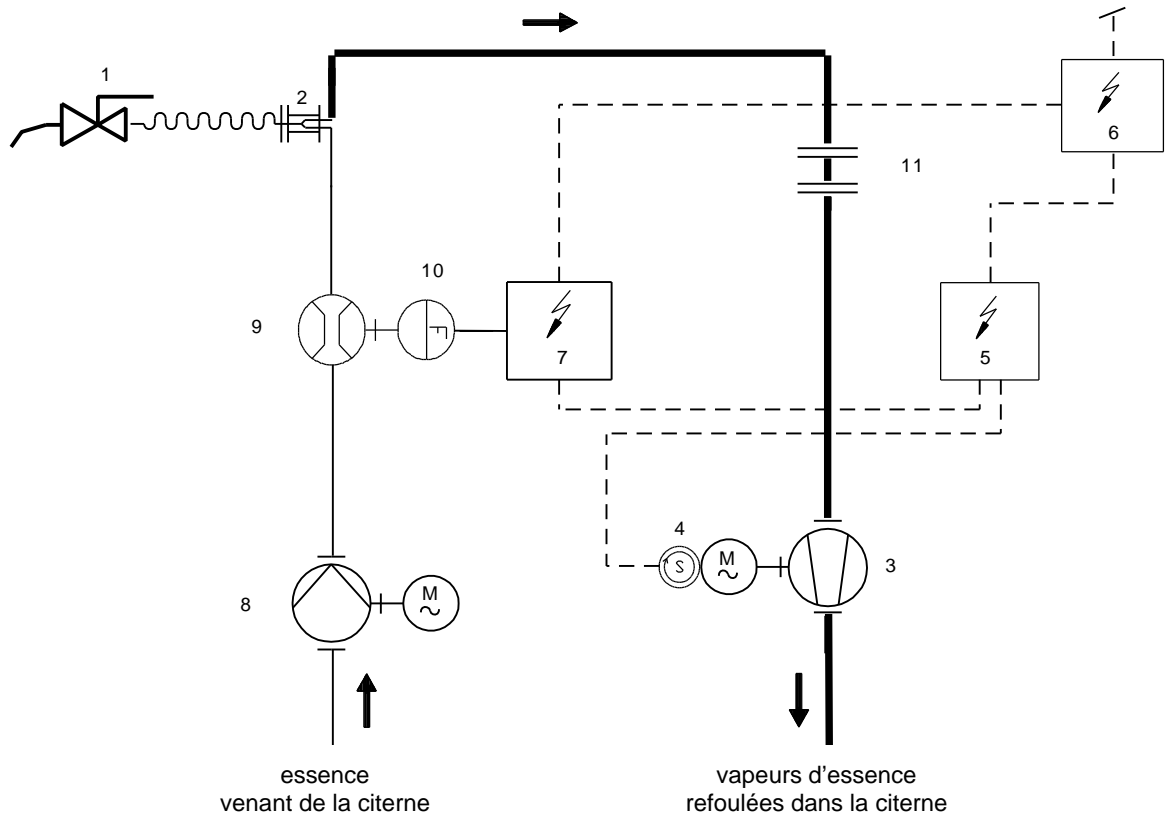 1
2
6
11
10
9
7
5
F
4
M
S
3
M
8
essence
venant de la citerne
vapeurs d'essence
refoulées dans la citerne